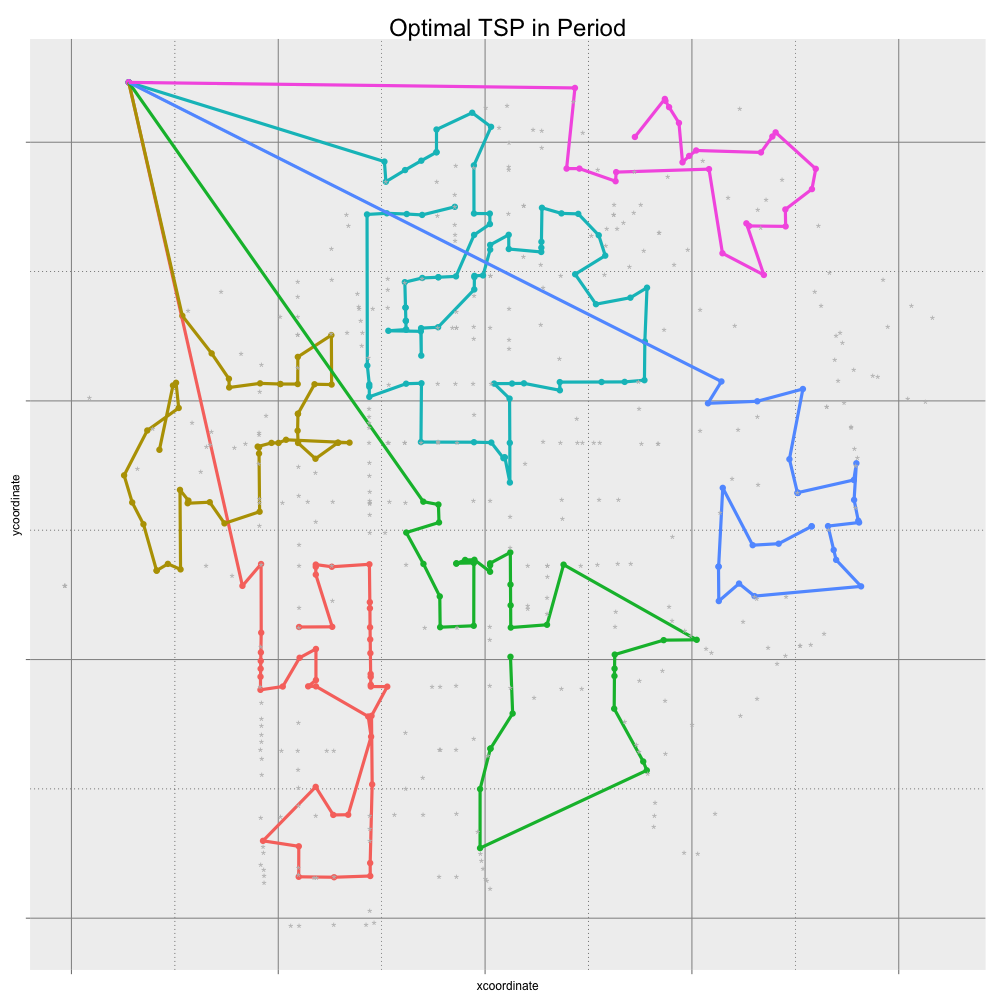 Optimal TSP in Period
ycoordinate
xcoordinate